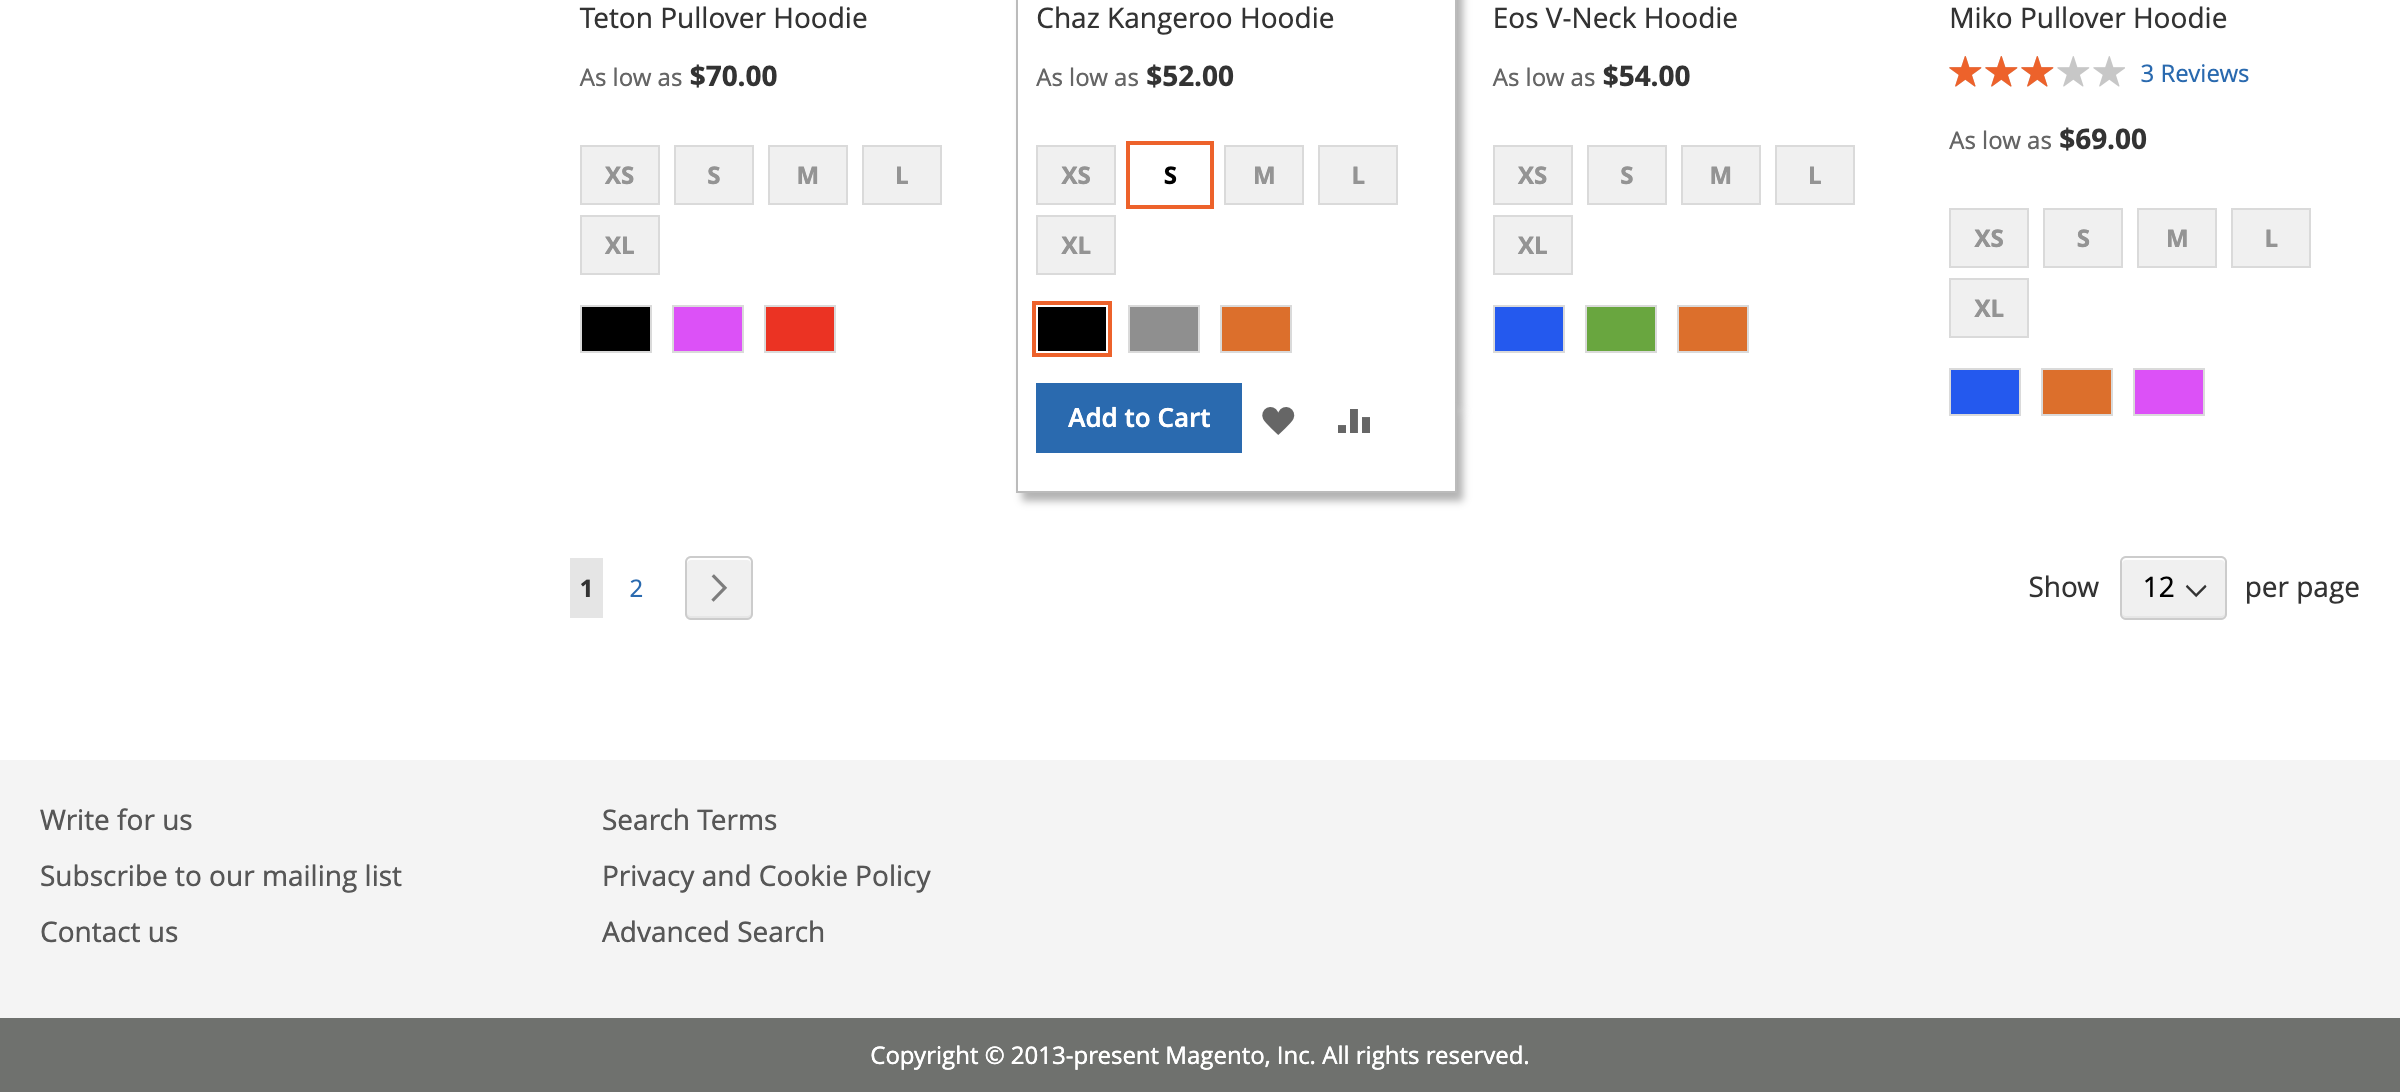 Teton Pullover Hoodie
As low as $70.00
XS S M L
XL
Chaz Kangeroo Hoodie
As low as $52.00
XS S M L
XL
Add to Cart
Eos V-Neck Hoodie
As low as $54.00
XS S M L
XL
Miko Pullover Hoodie
3 Reviews
As low as $69.00
XS S M L
XL
1 2
Show 12 per page
Write for us
Subscribe to our mailing list
Contact us
Search Terms
Privacy and Cookie Policy
Advanced Search
Copyright © 2013-present Magento, Inc. All rights reserved.